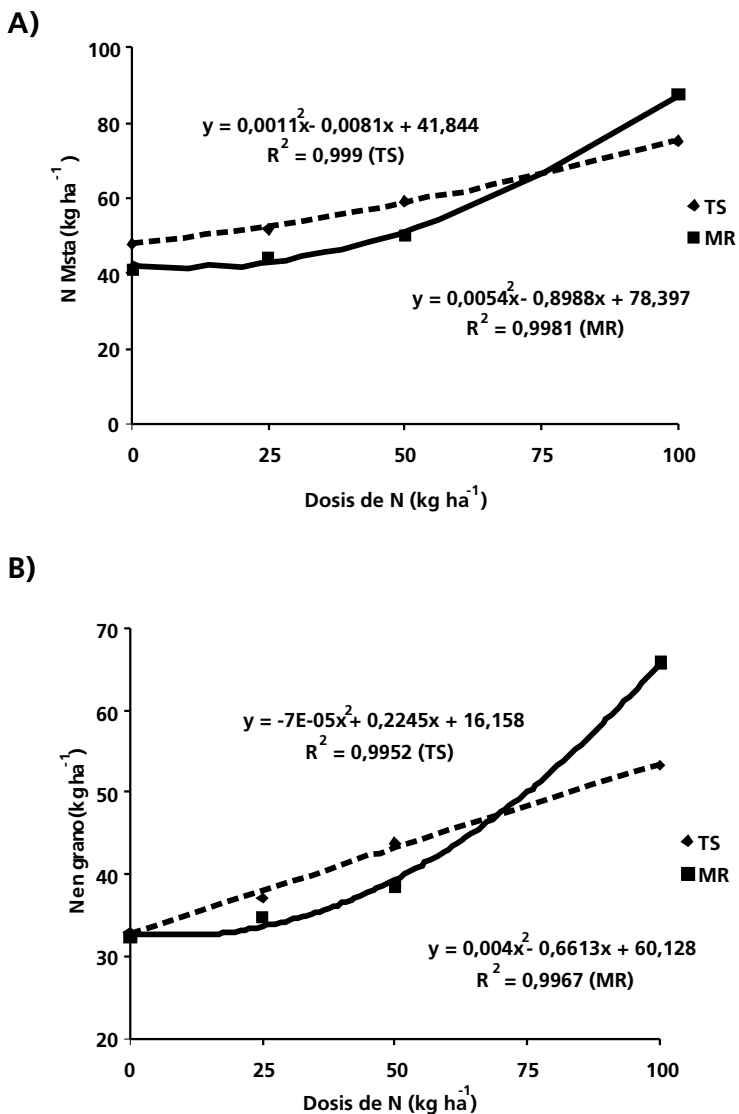 A)
100
80
60
40
20
0
N Msta (kg ha⁻¹)
y = 0,0011x² - 0,0081x + 41,844
R² = 0,999 (TS)
TS
MR
y = 0,0054x² - 0,8988x + 78,397
R² = 0,9981 (MR)
0 25 50 75 100
Dosis de N (kg ha⁻¹)
B)
70
60
50
40
30
20
N en grano (kg ha⁻¹)
y = -7E-05x² + 0,2245x + 16,158
R² = 0,9952 (TS)
TS
MR
y = 0,004x² - 0,6613x + 60,128
R² = 0,9967 (MR)
0 25 50 75 100
Dosis de N (kg ha⁻¹)